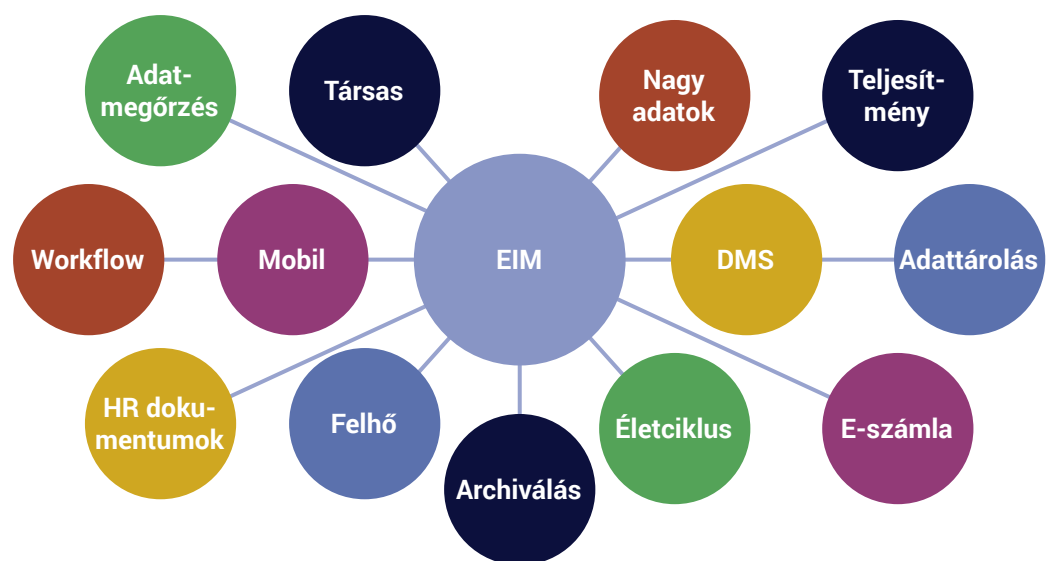 Adat-
megőrzés
Társas
Nagy
adatok
Teljesít-
mény
Workflow
Mobil
EIM
DMS
Adattárolás
HR doku-
mentumok
Felhő
Archiválás
Életciklus
E-számla